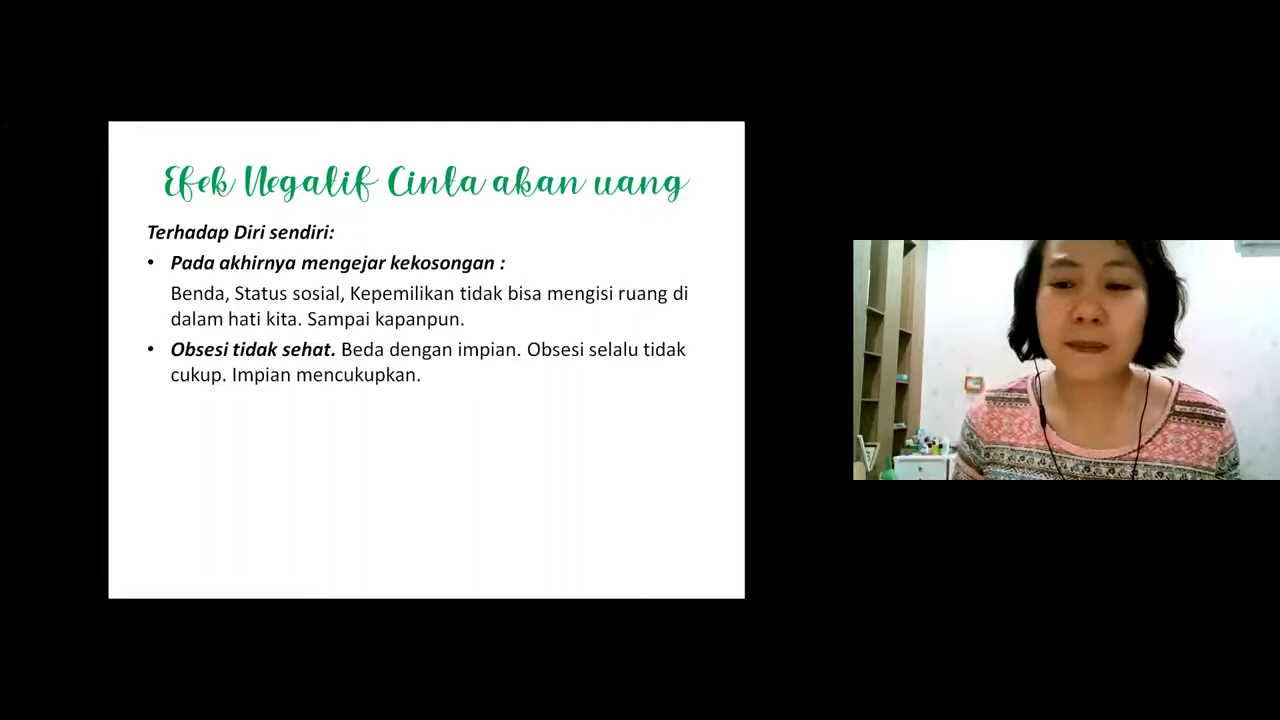 Efek Negatif Cinta akan uang
Terhadap Diri sendiri:
• Pada akhirnya mengejar kekosongan :
Benda, Status sosial, Kepemilikan tidak bisa mengisi ruang di
dalam hati kita. Sampai kapanpun.
• Obsesi tidak sehat. Beda dengan impian. Obsesi selalu tidak
cukup. Impian mencukupkan.